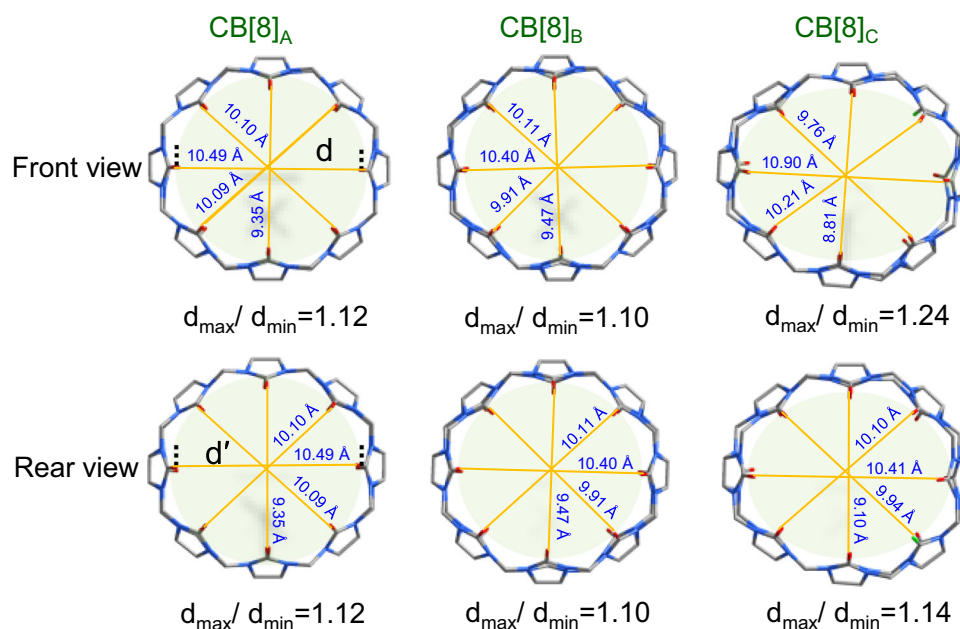 CB[8]A CB[8]B CB[8]C
Front view
10.10 Å
10.49 Å
d
10.09 Å
9.35 Å
10.11 Å
10.40 Å
9.91 Å
9.47 Å
9.76 Å
10.90 Å
10.21 Å
8.81 Å
dmax/ dmin=1.12 dmax/ dmin=1.10 dmax/ dmin=1.24
Rear view
d′
10.10 Å
10.49 Å
10.09 Å
9.35 Å
10.11 Å
10.40 Å
9.91 Å
9.47 Å
10.10 Å
10.41 Å
9.94 Å
9.10 Å
dmax/ dmin=1.12 dmax/ dmin=1.10 dmax/ dmin=1.14